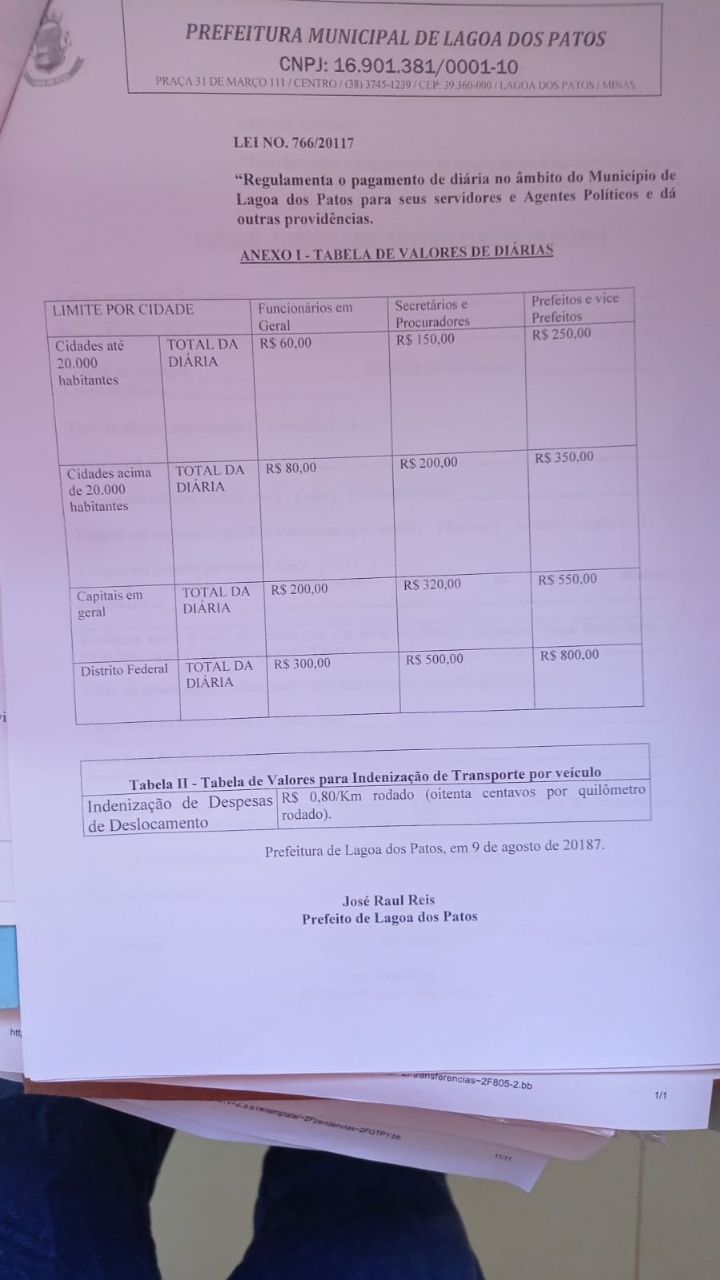 PREFEITURA MUNICIPAL DE LAGOA DOS PATOS
CNPJ: 16.901.381/0001-10
PRAÇA 31 DE MARÇO 111 / CENTRO / (38) 3745-1239 / CEP: 39.360-000 / LAGOA DOS PATOS / MINAS
LEI NO. 766/20117
“Regulamenta o pagamento de diária no âmbito do Município de
Lagoa dos Patos para seus servidores e Agentes Políticos e dá
outras providências.
ANEXO I - TABELA DE VALORES DE DIÁRIAS
LIMITE POR CIDADE
Funcionários em
Geral
Secretários e
Procuradores
Prefeitos e vice
Prefeitos
Cidades até
20.000
habitantes
TOTAL DA
DIÁRIA
R$ 60,00
R$ 150,00
R$ 250,00
Cidades acima
de 20.000
habitantes
TOTAL DA
DIÁRIA
R$ 80,00
R$ 200,00
R$ 350,00
Capitais em
geral
TOTAL DA
DIÁRIA
R$ 200,00
R$ 320,00
R$ 550,00
Distrito Federal
TOTAL DA
DIÁRIA
R$ 300,00
R$ 500,00
R$ 800,00
Tabela II - Tabela de Valores para Indenização de Transporte por veículo
Indenização de Despesas
de Deslocamento
R$ 0,80/Km rodado (oitenta centavos por quilômetro
rodado).
Prefeitura de Lagoa dos Patos, em 9 de agosto de 20187.
José Raul Reis
Prefeito de Lagoa dos Patos
transferencias~2F805-2.bb
1/1
11/11